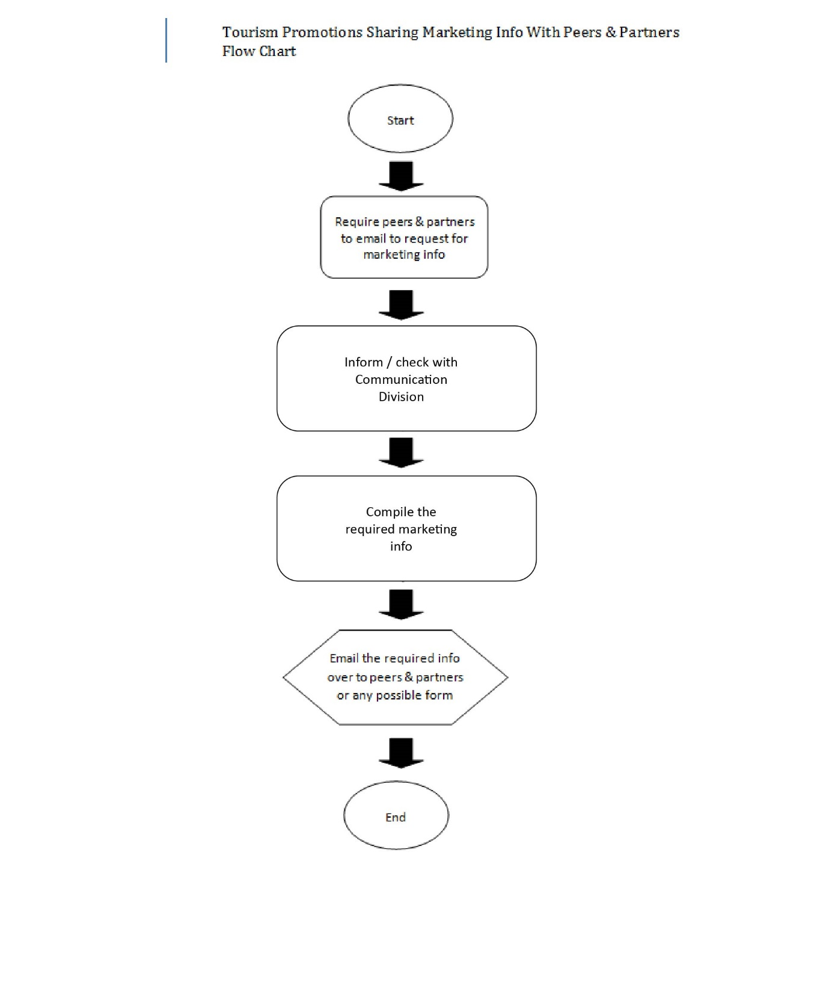 Tourism Promotions Sharing Marketing Info With Peers & Partners
Flow Chart
Start
Require peers & partners
to email to request for
marketing info
Inform / check with
Communication
Division
Compile the
required marketing
info
Email the required info
over to peers & partners
or any possible form
End